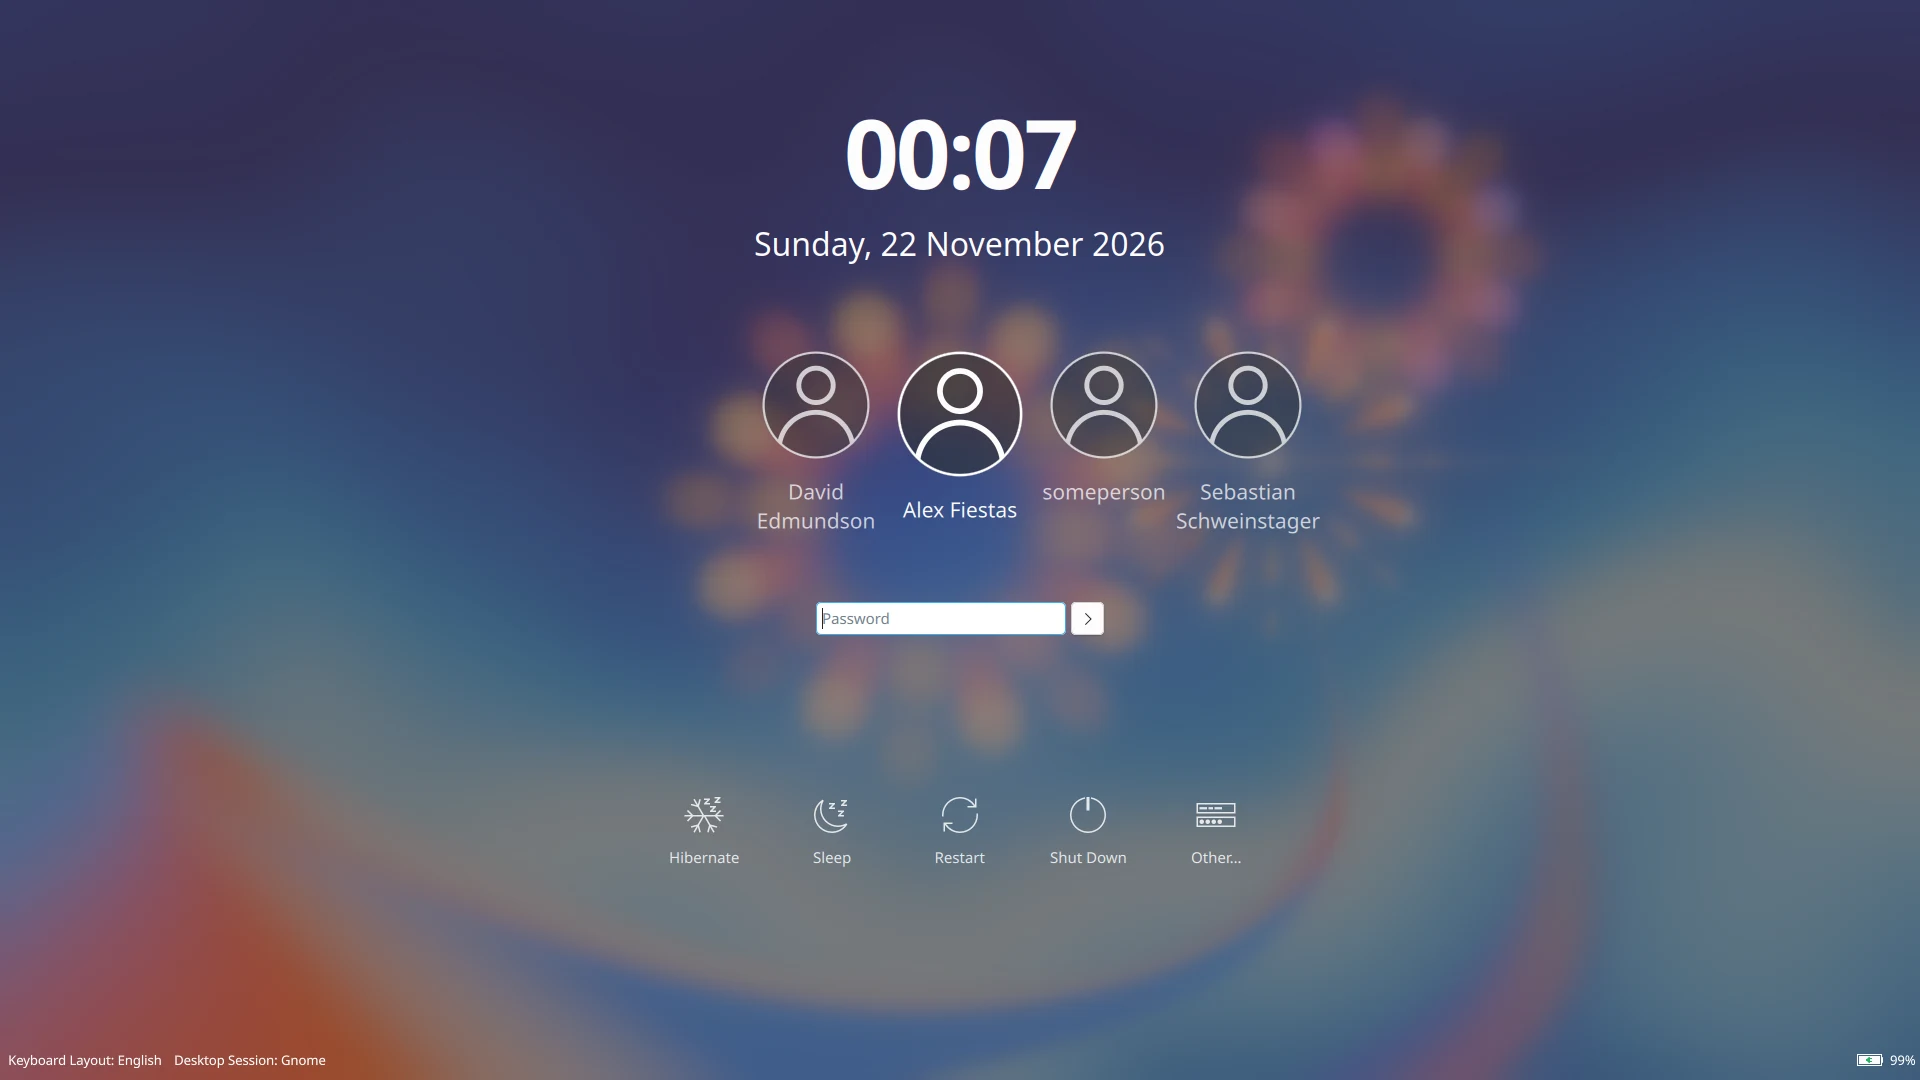 00:07
Sunday, 22 November 2026
David
Edmundson
Alex Fiestas
someperson
Sebastian
Schweinstager
Password
Hibernate
Sleep
Restart
Shut Down
Other...
Keyboard Layout: English
Desktop Session: Gnome
99%